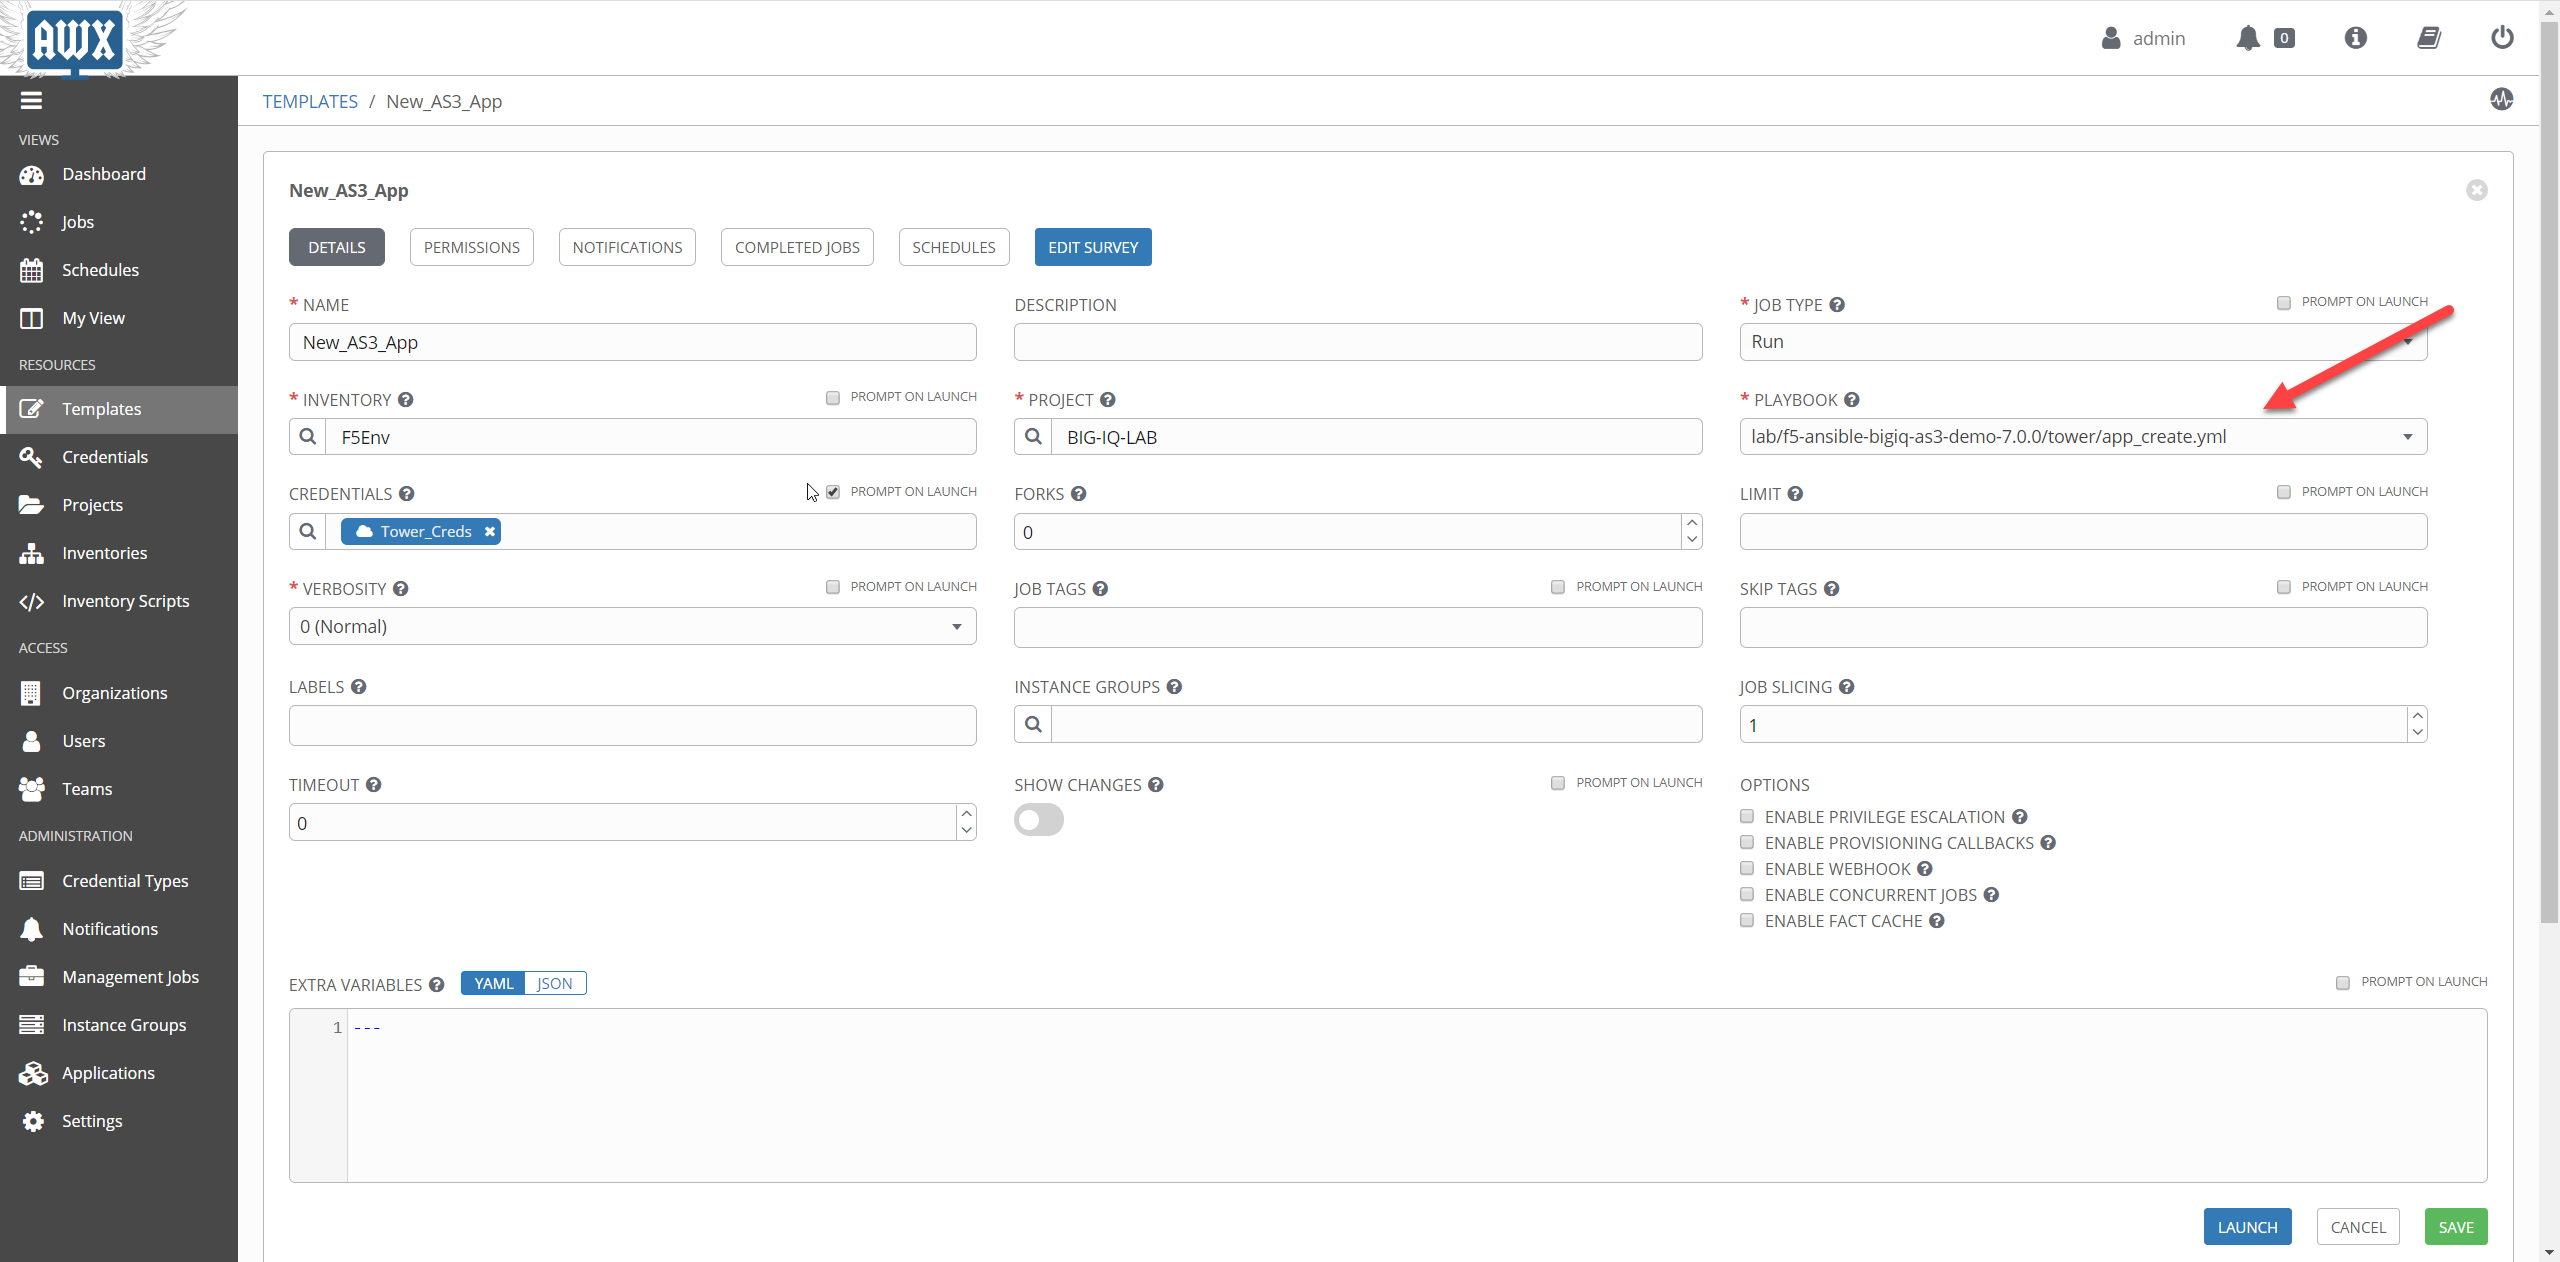 AWX
admin
0
VIEWS
Dashboard
Jobs
Schedules
My View
RESOURCES
Templates
Credentials
Projects
Inventories
Inventory Scripts
ACCESS
Organizations
Users
Teams
ADMINISTRATION
Credential Types
Notifications
Management Jobs
Instance Groups
Applications
Settings
TEMPLATES / New_AS3_App
New_AS3_App
DETAILS PERMISSIONS NOTIFICATIONS COMPLETED JOBS SCHEDULES EDIT SURVEY
* NAME
New_AS3_App
DESCRIPTION
* JOB TYPE PROMPT ON LAUNCH
Run
* INVENTORY PROMPT ON LAUNCH
F5Env
* PROJECT
BIG-IQ-LAB
* PLAYBOOK
lab/f5-ansible-bigiq-as3-demo-7.0.0/tower/app_create.yml
CREDENTIALS PROMPT ON LAUNCH
Tower_Creds
FORKS
0
LIMIT PROMPT ON LAUNCH
* VERBOSITY PROMPT ON LAUNCH
0 (Normal)
JOB TAGS PROMPT ON LAUNCH
SKIP TAGS PROMPT ON LAUNCH
LABELS
INSTANCE GROUPS
JOB SLICING
1
TIMEOUT
0
SHOW CHANGES PROMPT ON LAUNCH
OPTIONS
ENABLE PRIVILEGE ESCALATION
ENABLE PROVISIONING CALLBACKS
ENABLE WEBHOOK
ENABLE CONCURRENT JOBS
ENABLE FACT CACHE
EXTRA VARIABLES YAML JSON PROMPT ON LAUNCH
1 ---
LAUNCH CANCEL SAVE